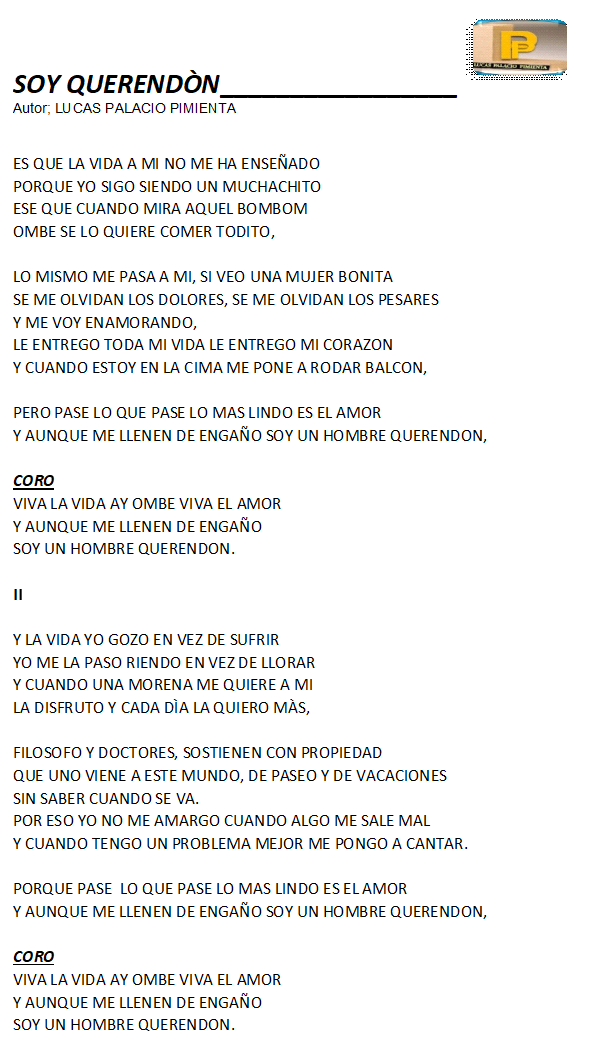 PP
LUCAS PALACIO PIMIENTA
SOY QUERENDÒN_________________
Autor; LUCAS PALACIO PIMIENTA
ES QUE LA VIDA A MI NO ME HA ENSEÑADO
PORQUE YO SIGO SIENDO UN MUCHACHITO
ESE QUE CUANDO MIRA AQUEL BOMBOM
OMBE SE LO QUIERE COMER TODITO,
LO MISMO ME PASA A MI, SI VEO UNA MUJER BONITA
SE ME OLVIDAN LOS DOLORES, SE ME OLVIDAN LOS PESARES
Y ME VOY ENAMORANDO,
LE ENTREGO TODA MI VIDA LE ENTREGO MI CORAZON
Y CUANDO ESTOY EN LA CIMA ME PONE A RODAR BALCON,
PERO PASE LO QUE PASE LO MAS LINDO ES EL AMOR
Y AUNQUE ME LLENEN DE ENGAÑO SOY UN HOMBRE QUERENDON,
CORO
VIVA LA VIDA AY OMBE VIVA EL AMOR
Y AUNQUE ME LLENEN DE ENGAÑO
SOY UN HOMBRE QUERENDON.
II
Y LA VIDA YO GOZO EN VEZ DE SUFRIR
YO ME LA PASO RIENDO EN VEZ DE LLORAR
Y CUANDO UNA MORENA ME QUIERE A MI
LA DISFRUTO Y CADA DÌA LA QUIERO MÀS,
FILOSOFO Y DOCTORES, SOSTIENEN CON PROPIEDAD
QUE UNO VIENE A ESTE MUNDO, DE PASEO Y DE VACACIONES
SIN SABER CUANDO SE VA.
POR ESO YO NO ME AMARGO CUANDO ALGO ME SALE MAL
Y CUANDO TENGO UN PROBLEMA MEJOR ME PONGO A CANTAR.
PORQUE PASE  LO QUE PASE LO MAS LINDO ES EL AMOR
Y AUNQUE ME LLENEN DE ENGAÑO SOY UN HOMBRE QUERENDON,
CORO
VIVA LA VIDA AY OMBE VIVA EL AMOR
Y AUNQUE ME LLENEN DE ENGAÑO
SOY UN HOMBRE QUERENDON.